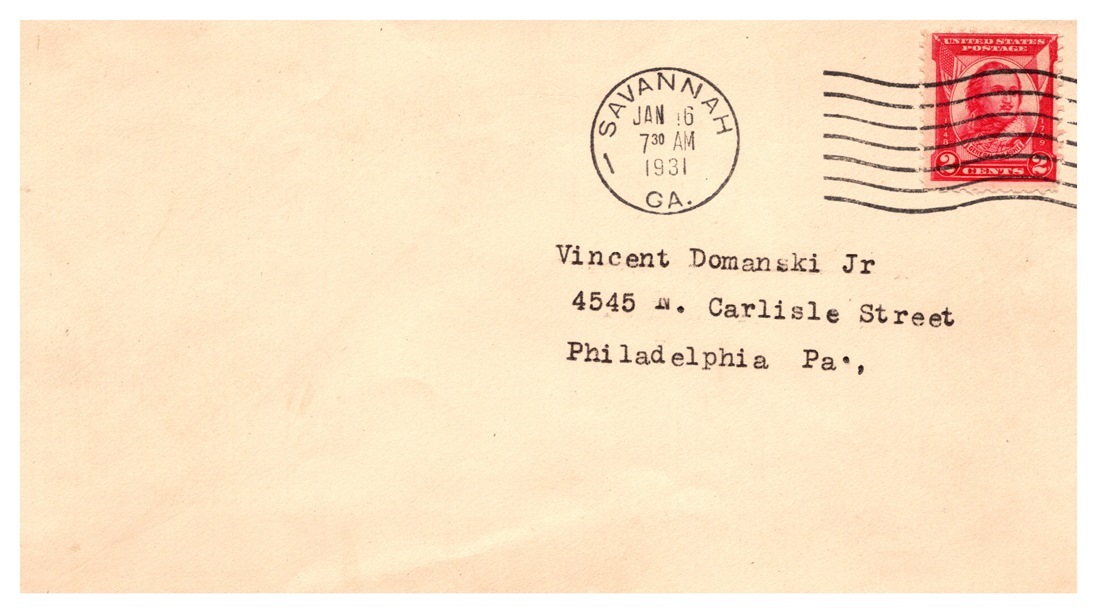 UNITED STATES
POSTAGE
2 CENTS 2
SAVANNAH
JAN 16
7 30 AM
1931
GA.
Vincent Domanski Jr
4545 N. Carlisle Street
Philadelphia Pa.,